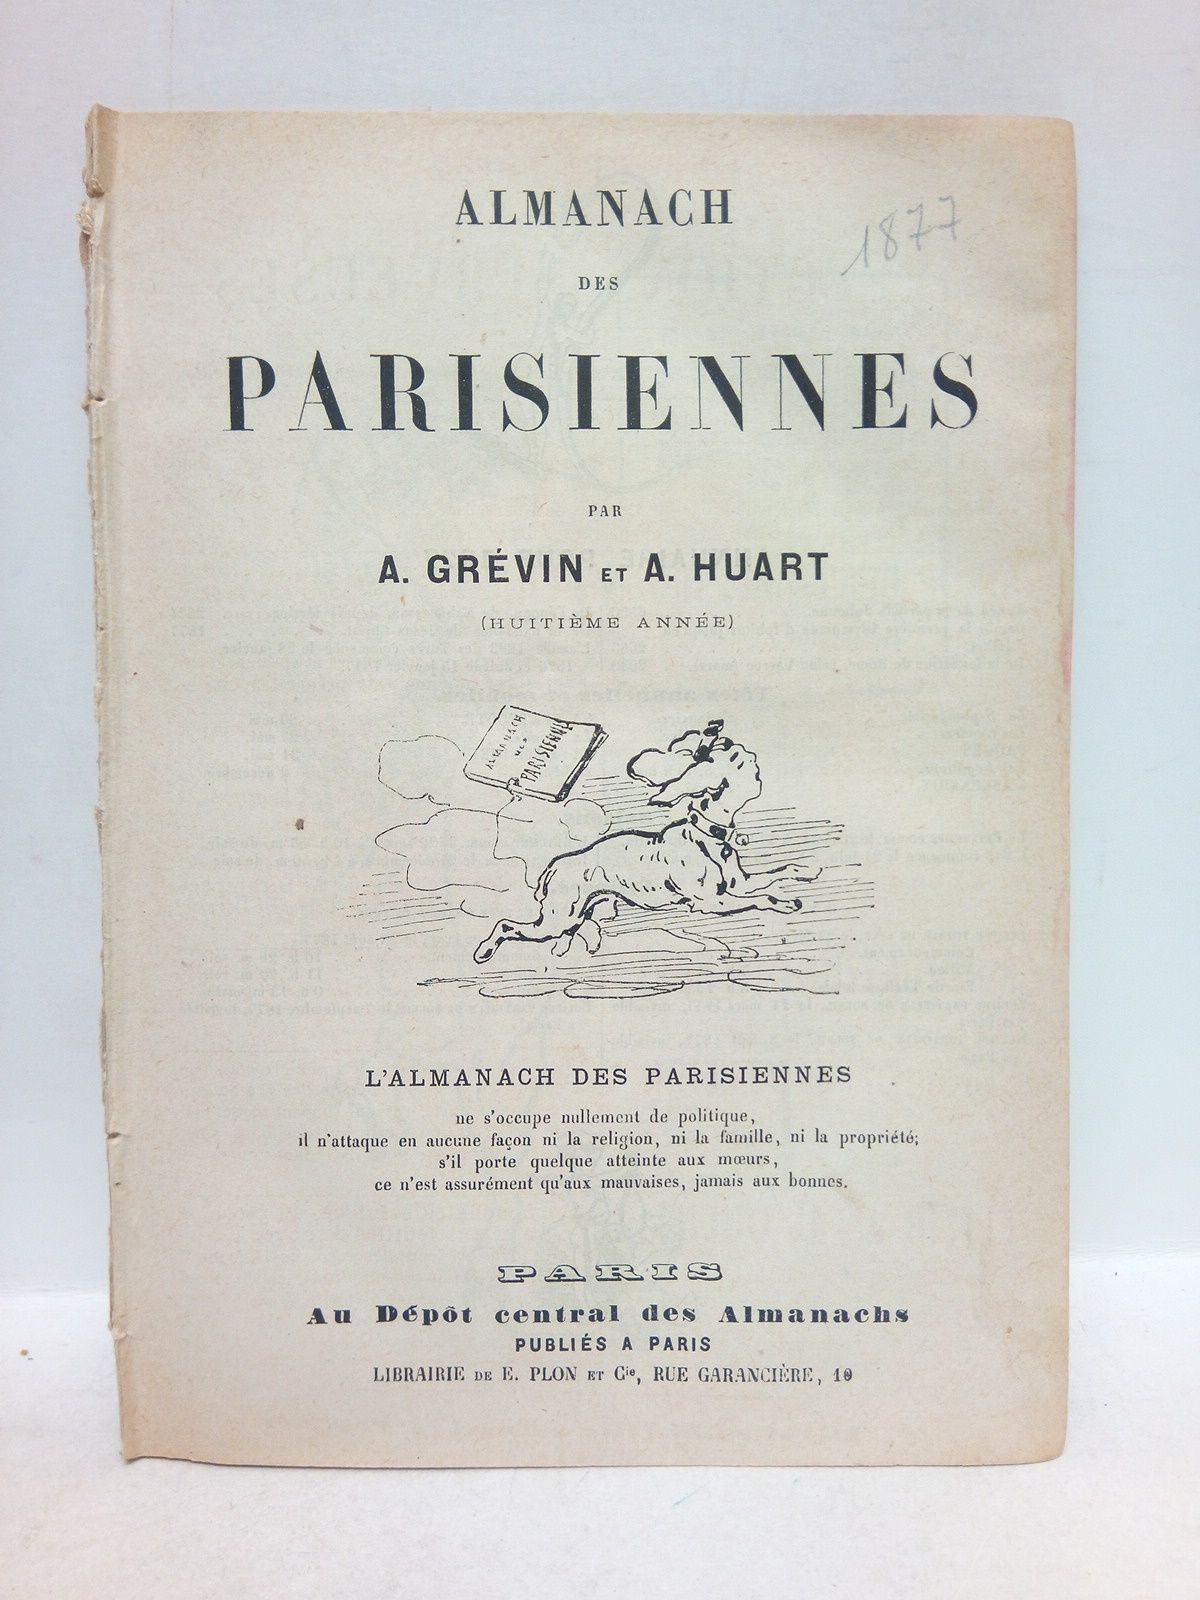 ALMANACH
1877
DES
PARISIENNES
PAR
A. GRÉVIN ET A. HUART
(HUITIÈME ANNÉE)
ALMANACH
DES
PARISIENNES
L'ALMANACH DES PARISIENNES
ne s'occupe nullement de politique,
il n'attaque en aucune façon ni la religion, ni la famille, ni la propriété;
s'il porte quelque atteinte aux mœurs,
ce n'est assurément qu'aux mauvaises, jamais aux bonnes.
PARIS
Au Dépôt central des Almanachs
PUBLIÉS A PARIS
LIBRAIRIE DE E. PLON ET Cie, RUE GARANCIÈRE, 10